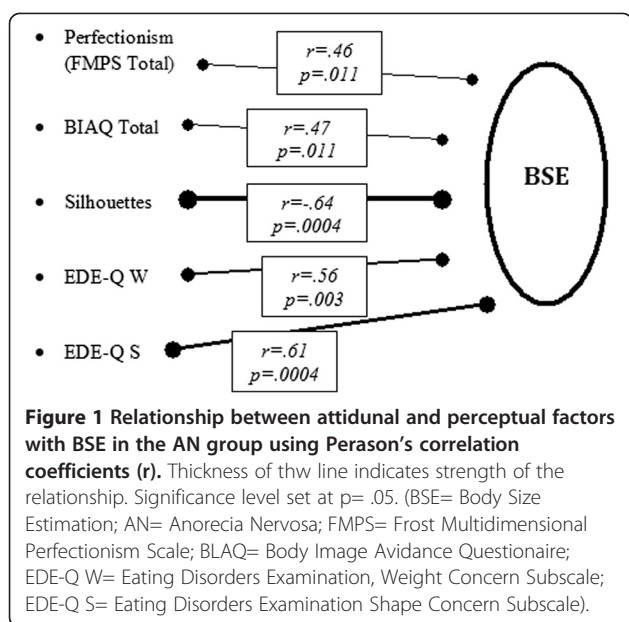 • Perfectionism
(FMPS Total)
r=.46
p=.011
• BIAQ Total
r=.47
p=.011
• Silhouettes
r=-.64
p=.0004
• EDE-Q W
r=.56
p=.003
• EDE-Q S
r=.61
p=.0004
BSE
Figure 1 Relationship between attidunal and perceptual factors
with BSE in the AN group using Perason's correlation
coefficients (r). Thickness of thw line indicates strength of the
relationship. Significance level set at p= .05. (BSE= Body Size
Estimation; AN= Anorecia Nervosa; FMPS= Frost Multidimensional
Perfectionism Scale; BLAQ= Body Image Avidance Questionaire;
EDE-Q W= Eating Disorders Examination, Weight Concern Subscale;
EDE-Q S= Eating Disorders Examination Shape Concern Subscale).